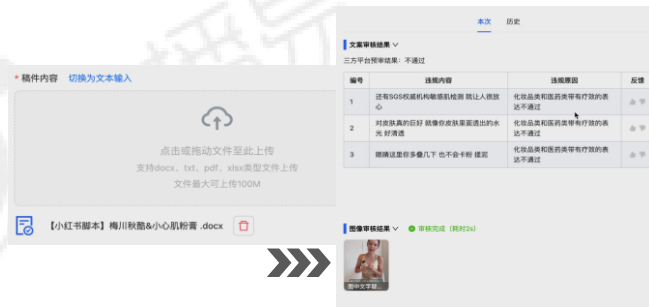 * 稿件内容 切换为文本输入
点击或拖动文件至此上传
支持docx、txt、pdf、xlsx类型文件上传
文件最大可上传100M
【小红书脚本】梅川秋酷&小心肌粉膏 .docx
本次 历史
文案审核结果
三方平台预审结果：不通过
编号 违规内容 违规原因 反馈
1 还有SGS权威机构敏感肌检测 就让人很放
心
化妆品类和医药类带有疗效的表
达不通过
2 对皮肤真的巨好 就像你皮肤里面透出的水
光 好清透
化妆品类和医药类带有疗效的表
达不通过
3 眼睛这里你多叠几下 也不会卡粉 搓泥
化妆品类和医药类带有疗效的表
达不通过
图像审核结果 审核完成（耗时2s）
图中文字疑...